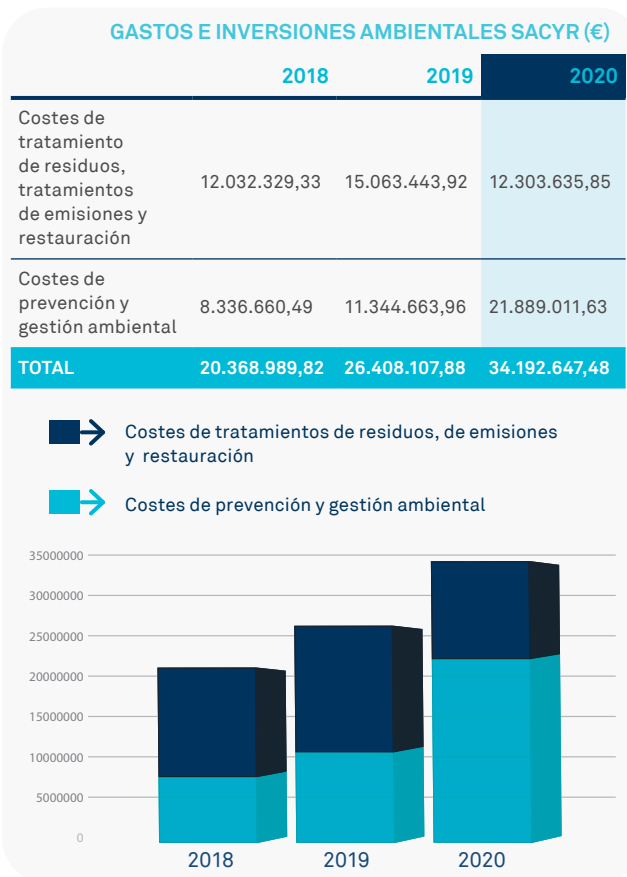 GASTOS E INVERSIONES AMBIENTALES SACYR (€)
2018 2019 2020
Costes de
tratamiento
de residuos,
tratamientos
de emisiones y
restauración
12.032.329,33 15.063.443,92 12.303.635,85
Costes de
prevención y
gestión ambiental
8.336.660,49 11.344.663,96 21.889.011,63
TOTAL 20.368.989,82 26.408.107,88 34.192.647,48
Costes de tratamientos de residuos, de emisiones
y restauración
Costes de prevención y gestión ambiental
35000000
30000000
25000000
20000000
15000000
10000000
5000000
0
2018 2019 2020